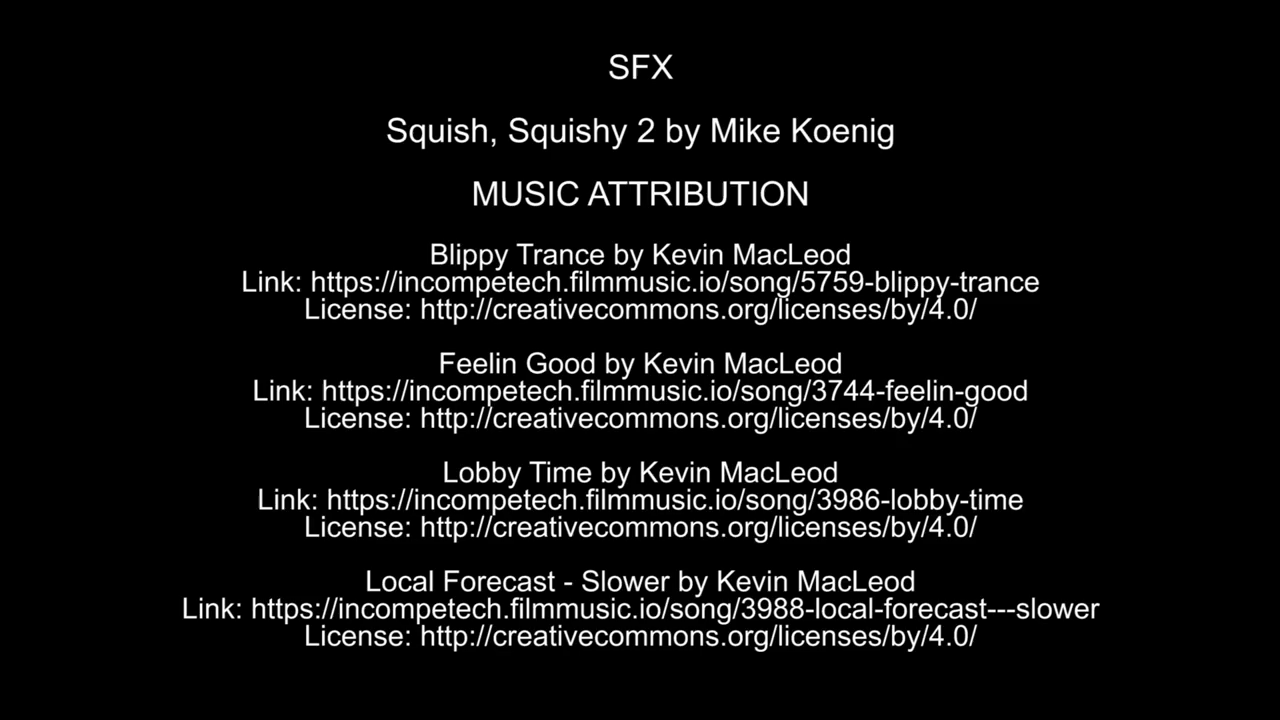 SFX
Squish, Squishy 2 by Mike Koenig
MUSIC ATTRIBUTION
Blippy Trance by Kevin MacLeod
Link: https://incompetech.filmmusic.io/song/5759-blippy-trance
License: http://creativecommons.org/licenses/by/4.0/
Feelin Good by Kevin MacLeod
Link: https://incompetech.filmmusic.io/song/3744-feelin-good
License: http://creativecommons.org/licenses/by/4.0/
Lobby Time by Kevin MacLeod
Link: https://incompetech.filmmusic.io/song/3986-lobby-time
License: http://creativecommons.org/licenses/by/4.0/
Local Forecast - Slower by Kevin MacLeod
Link: https://incompetech.filmmusic.io/song/3988-local-forecast---slower
License: http://creativecommons.org/licenses/by/4.0/